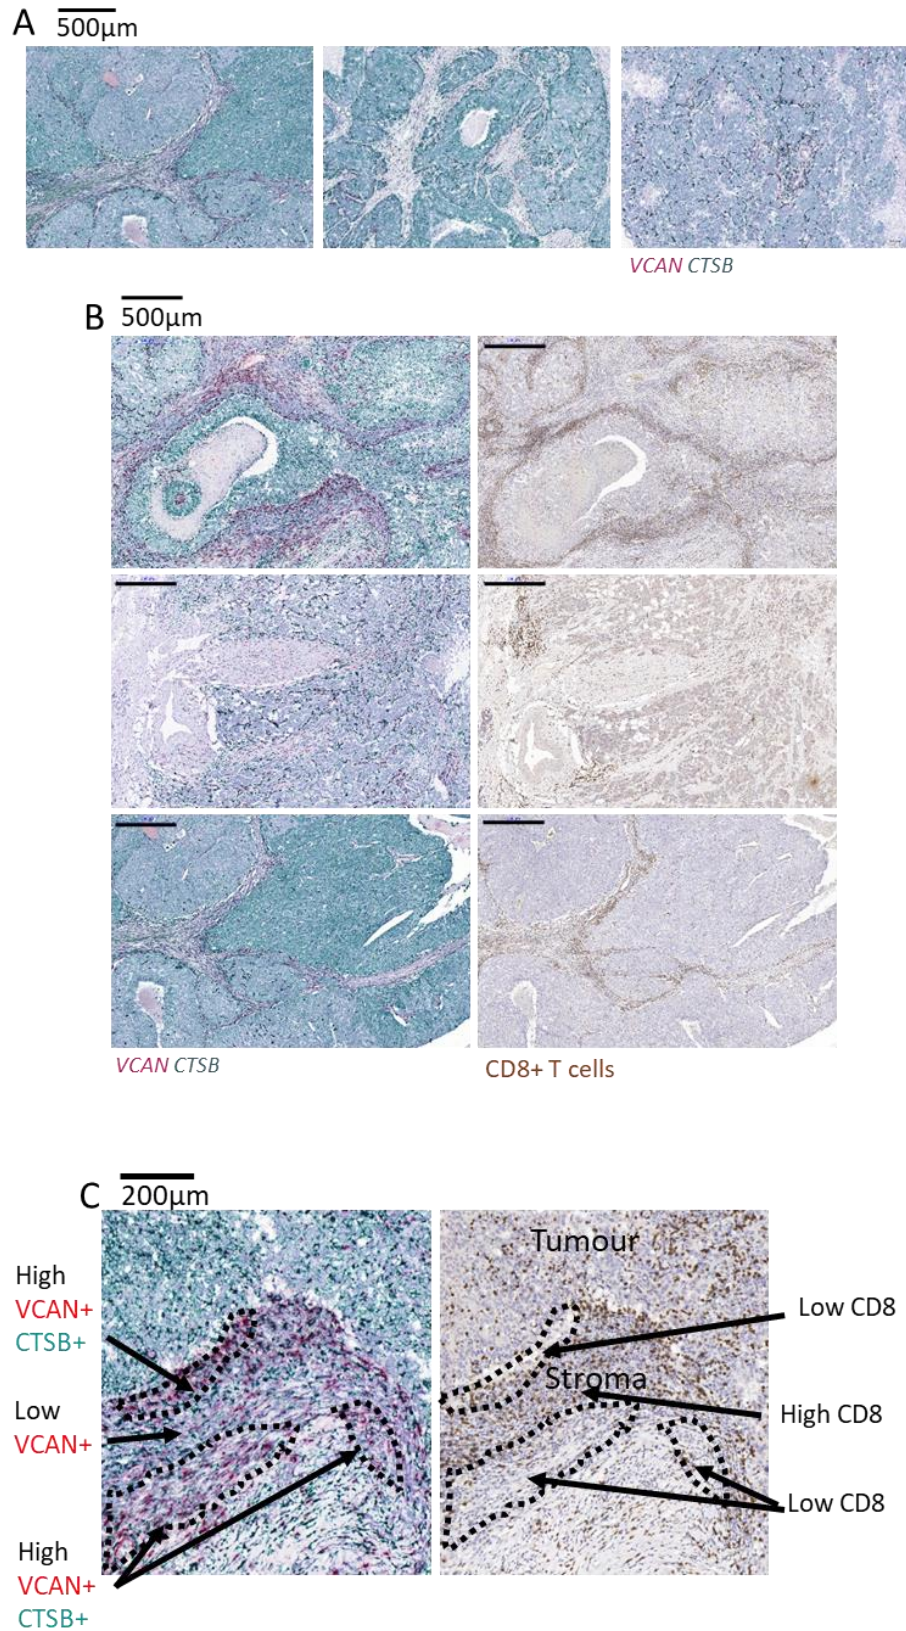 A
500µm
VCAN CTSB
B
500µm
VCAN CTSB
CD8+ T cells
C
200µm
High
VCAN+
CTSB+
Low
VCAN+
High
VCAN+
CTSB+
Tumour
Stroma
Low CD8
High CD8
Low CD8